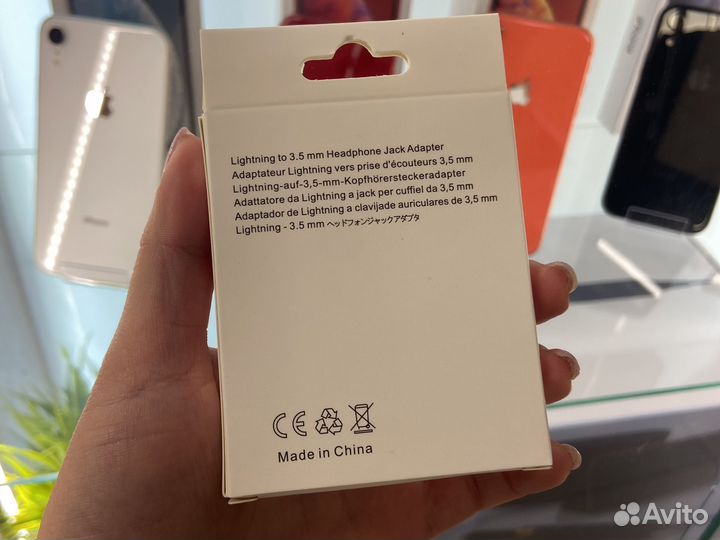 Lightning to 3.5 mm Headphone Jack Adapter
Adaptateur Lightning vers prise d'écouteurs 3,5 mm
Lightning-auf-3,5-mm-Kopfhörersteckeradapter
Adattatore da Lightning a jack per cuffiel da 3,5 mm
Adaptador de Lightning a clavijade auriculares de 3,5 mm
Lightning - 3.5 mm ヘッドフォンジャックアダプタ
CE
Made in China
iPhone
Avito